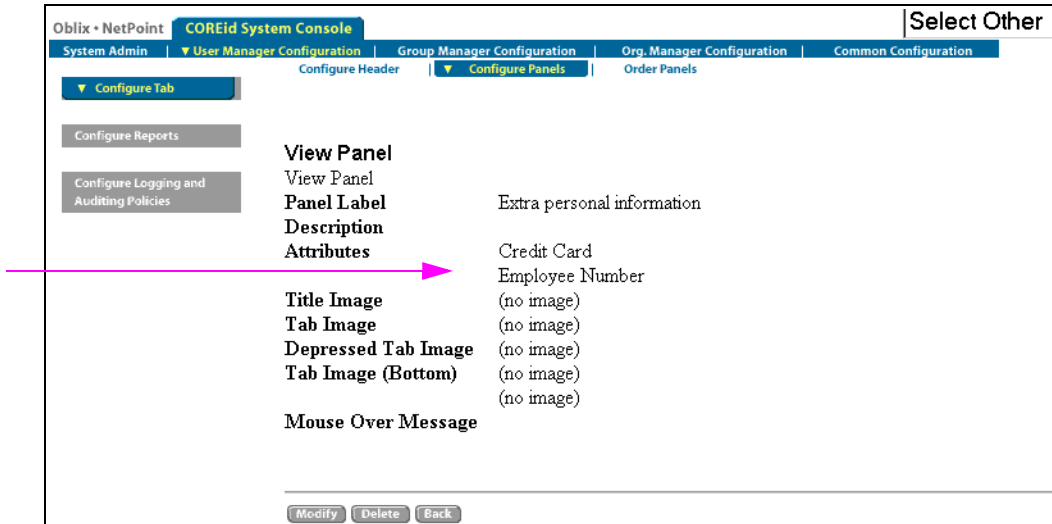 Select Other
Oblix • NetPoint COREid System Console
System Admin | ▼ User Manager Configuration | Group Manager Configuration | Org. Manager Configuration | Common Configuration
Configure Header | ▼ Configure Panels | Order Panels
▼ Configure Tab
Configure Reports
Configure Logging and
Auditing Policies
View Panel
View Panel
Panel Label Extra personal information
Description
Attributes Credit Card
Employee Number
Title Image (no image)
Tab Image (no image)
Depressed Tab Image (no image)
Tab Image (Bottom) (no image)
(no image)
Mouse Over Message
Modify Delete Back